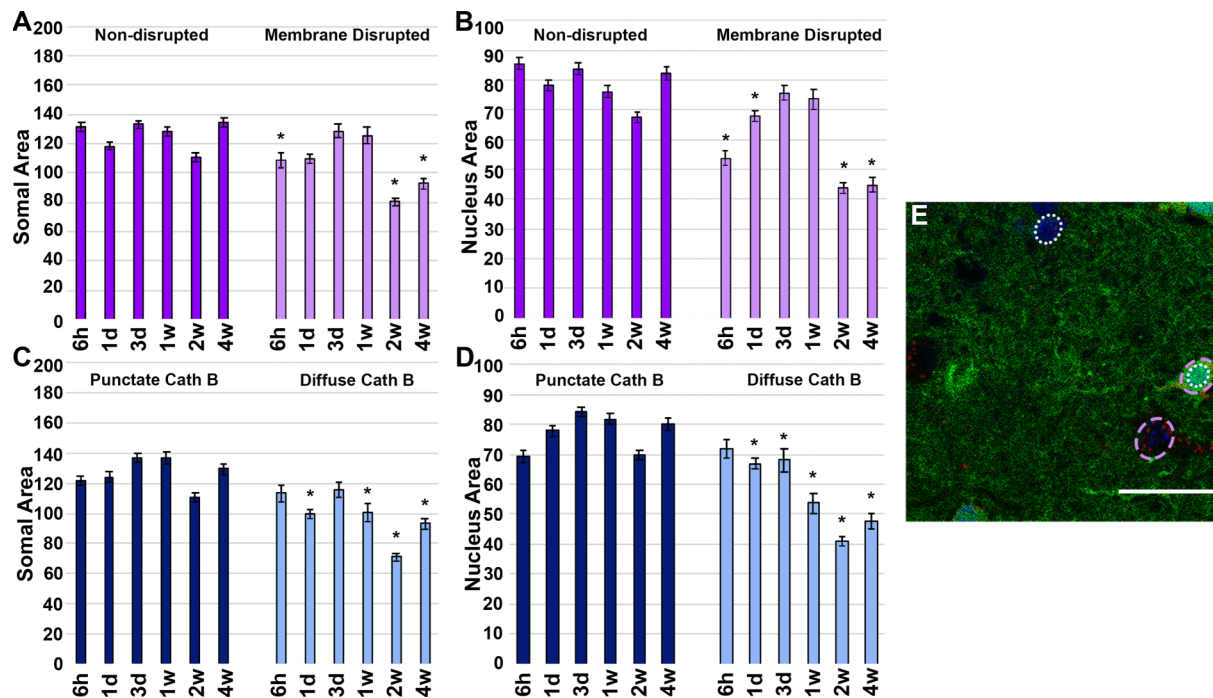 A
Non-disrupted Membrane Disrupted
Somal Area
200
180
160
140
120
100
80
60
40
20
0
6h 1d 3d 1w 2w 4w 6h 1d 3d 1w 2w 4w
* * *
B
Non-disrupted Membrane Disrupted
Nucleus Area
100
90
80
70
60
50
40
30
20
10
0
6h 1d 3d 1w 2w 4w 6h 1d 3d 1w 2w 4w
* * * *
C
Punctate Cath B Diffuse Cath B
Somal Area
200
180
160
140
120
100
80
60
40
20
0
6h 1d 3d 1w 2w 4w 6h 1d 3d 1w 2w 4w
* * * *
D
Punctate Cath B Diffuse Cath B
Nucleus Area
100
90
80
70
60
50
40
30
20
10
0
6h 1d 3d 1w 2w 4w 6h 1d 3d 1w 2w 4w
* * * * *
E